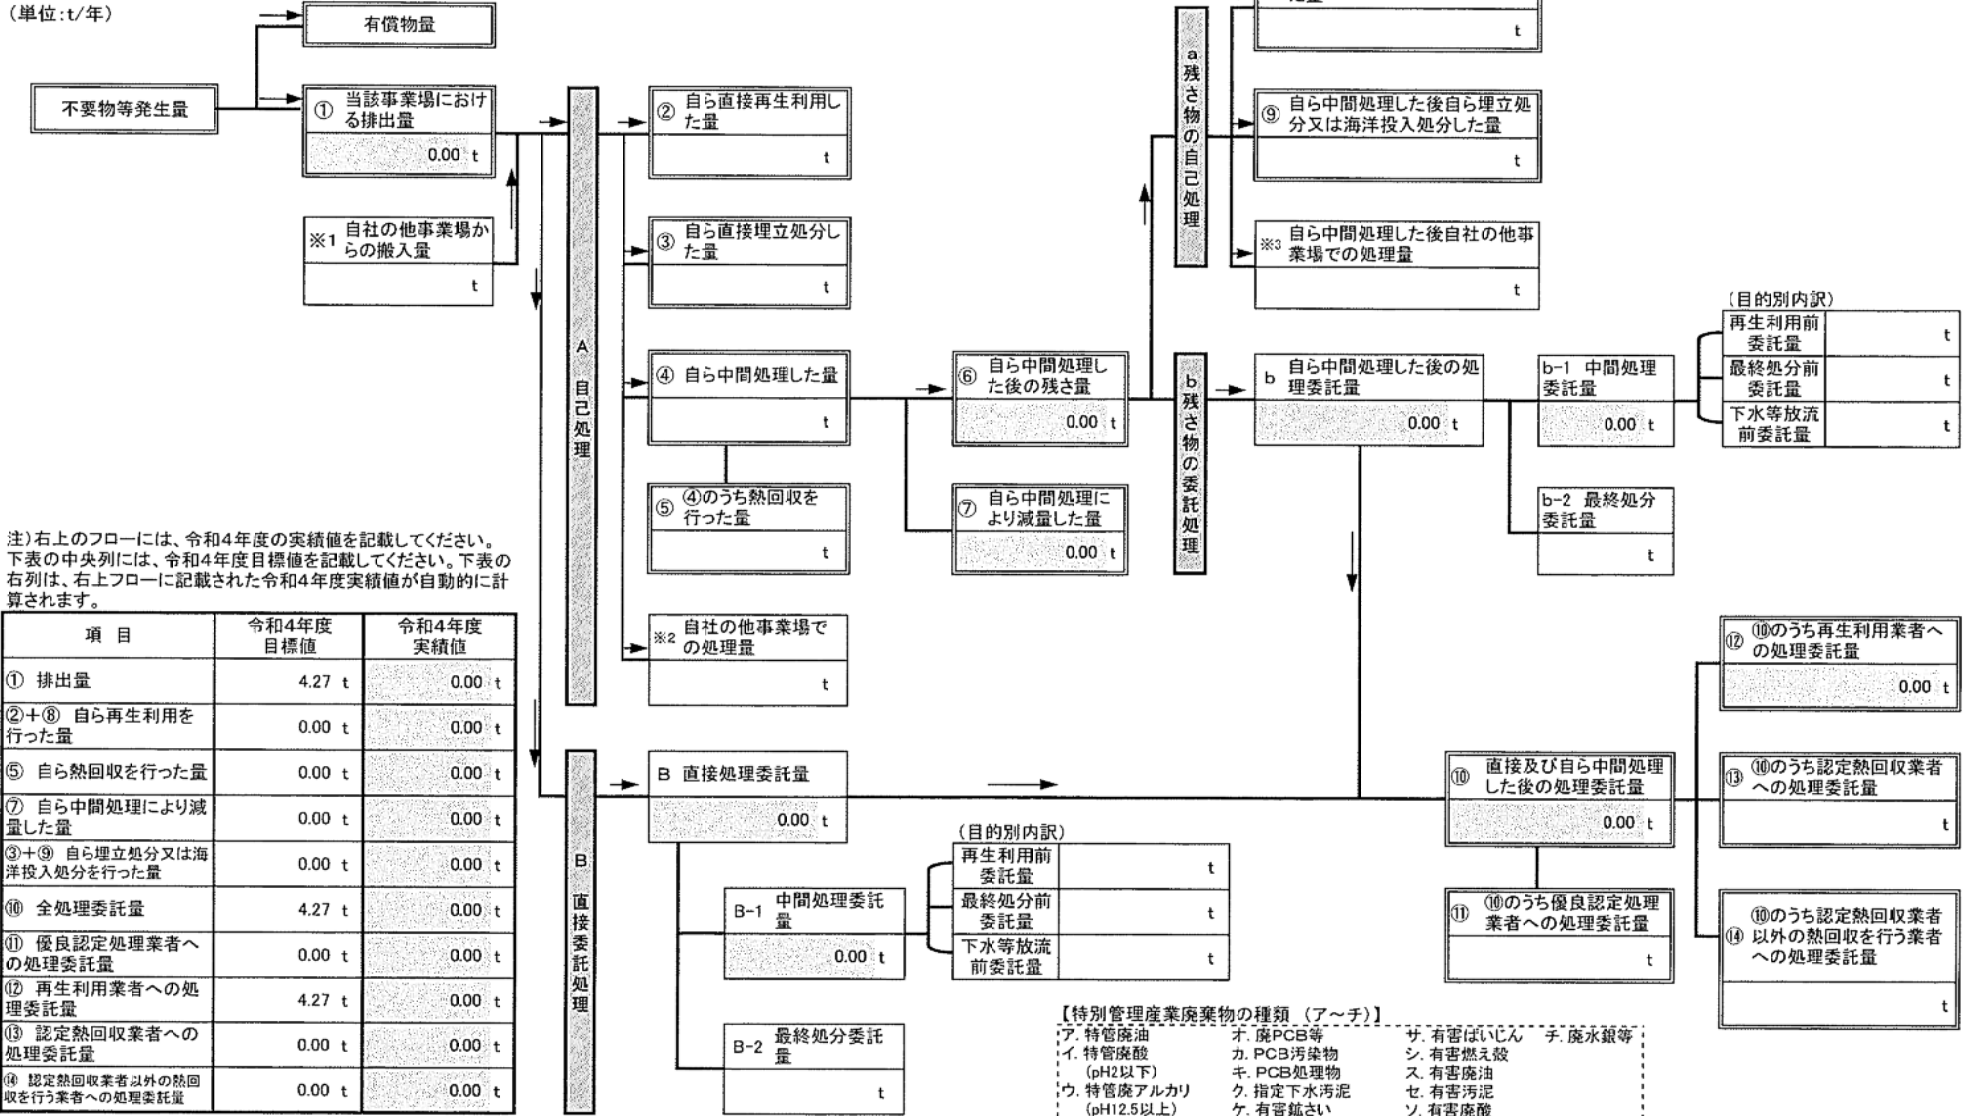 (単位:t/年)
有償物量
不要物等発生量
① 当該事業場におけ
る排出量
0.00 t
※1 自社の他事業場か
らの搬入量
t
A 自己処理
② 自ら直接再生利用し
た量
t
③ 自ら直接埋立処分し
た量
t
④ 自ら中間処理した量
t
⑤ ④のうち熱回収を
行った量
t
※2 自社の他事業場で
の処理量
t
⑥ 自ら中間処理し
た後の残さ量
0.00 t
⑦ 自ら中間処理に
より減量した量
0.00 t
a残さ物の自己処理
t
⑨ 自ら中間処理した後自ら埋立処
分又は海洋投入処分した量
t
※3 自ら中間処理した後自社の他事
業場での処理量
t
b残さ物の委託処理
b 自ら中間処理した後の処
理委託量
0.00 t
b-1 中間処理
委託量
0.00 t
(目的別内訳)
再生利用前
委託量
t
最終処分前
委託量
t
下水等放流
前委託量
t
b-2 最終処分
委託量
t
注)右上のフローには、令和4年度の実績値を記載してください。
下表の中央列には、令和4年度目標値を記載してください。下表の
右列は、右上フローに記載された令和4年度実績値が自動的に計
算されます。
項 目
令和4年度
目標値
令和4年度
実績値
① 排出量 4.27 t 0.00 t
②+⑧ 自ら再生利用を
行った量
0.00 t 0.00 t
⑤ 自ら熱回収を行った量 0.00 t 0.00 t
⑦ 自ら中間処理により減
量した量
0.00 t 0.00 t
③+⑨ 自ら埋立処分又は海
洋投入処分を行った量
0.00 t 0.00 t
⑩ 全処理委託量 4.27 t 0.00 t
⑪ 優良認定処理業者へ
の処理委託量
0.00 t 0.00 t
⑫ 再生利用業者への処
理委託量
4.27 t 0.00 t
⑬ 認定熱回収業者への
処理委託量
0.00 t 0.00 t
⑭ 認定熱回収業者以外の熱回
収を行う業者への処理委託量
0.00 t 0.00 t
B 直接委託処理
B 直接処理委託量
0.00 t
B-1 中間処理委託
量
0.00 t
(目的別内訳)
再生利用前
委託量
t
最終処分前
委託量
t
下水等放流
前委託量
t
B-2 最終処分委託
量
t
⑩ 直接及び自ら中間処理
した後の処理委託量
0.00 t
⑪ ⑩のうち優良認定処理
業者への処理委託量
t
⑫ ⑩のうち再生利用業者へ
の処理委託量
0.00 t
⑬ ⑩のうち認定熱回収業者
への処理委託量
t
⑭ ⑩のうち認定熱回収業者
以外の熱回収を行う業者
への処理委託量
t
【特別管理産業廃棄物の種類 (ア～チ)】
ア. 特管廃油 オ. 廃PCB等 サ. 有害ばいじん チ. 廃水銀等
イ. 特管廃酸 カ. PCB汚染物 シ. 有害燃え殻
(pH2以下) キ. PCB処理物 ス. 有害廃油
ウ. 特管廃アルカリ ク. 指定下水汚泥 セ. 有害汚泥
(pH12.5以上) ケ. 有害鉱さい ソ. 有害廃酸